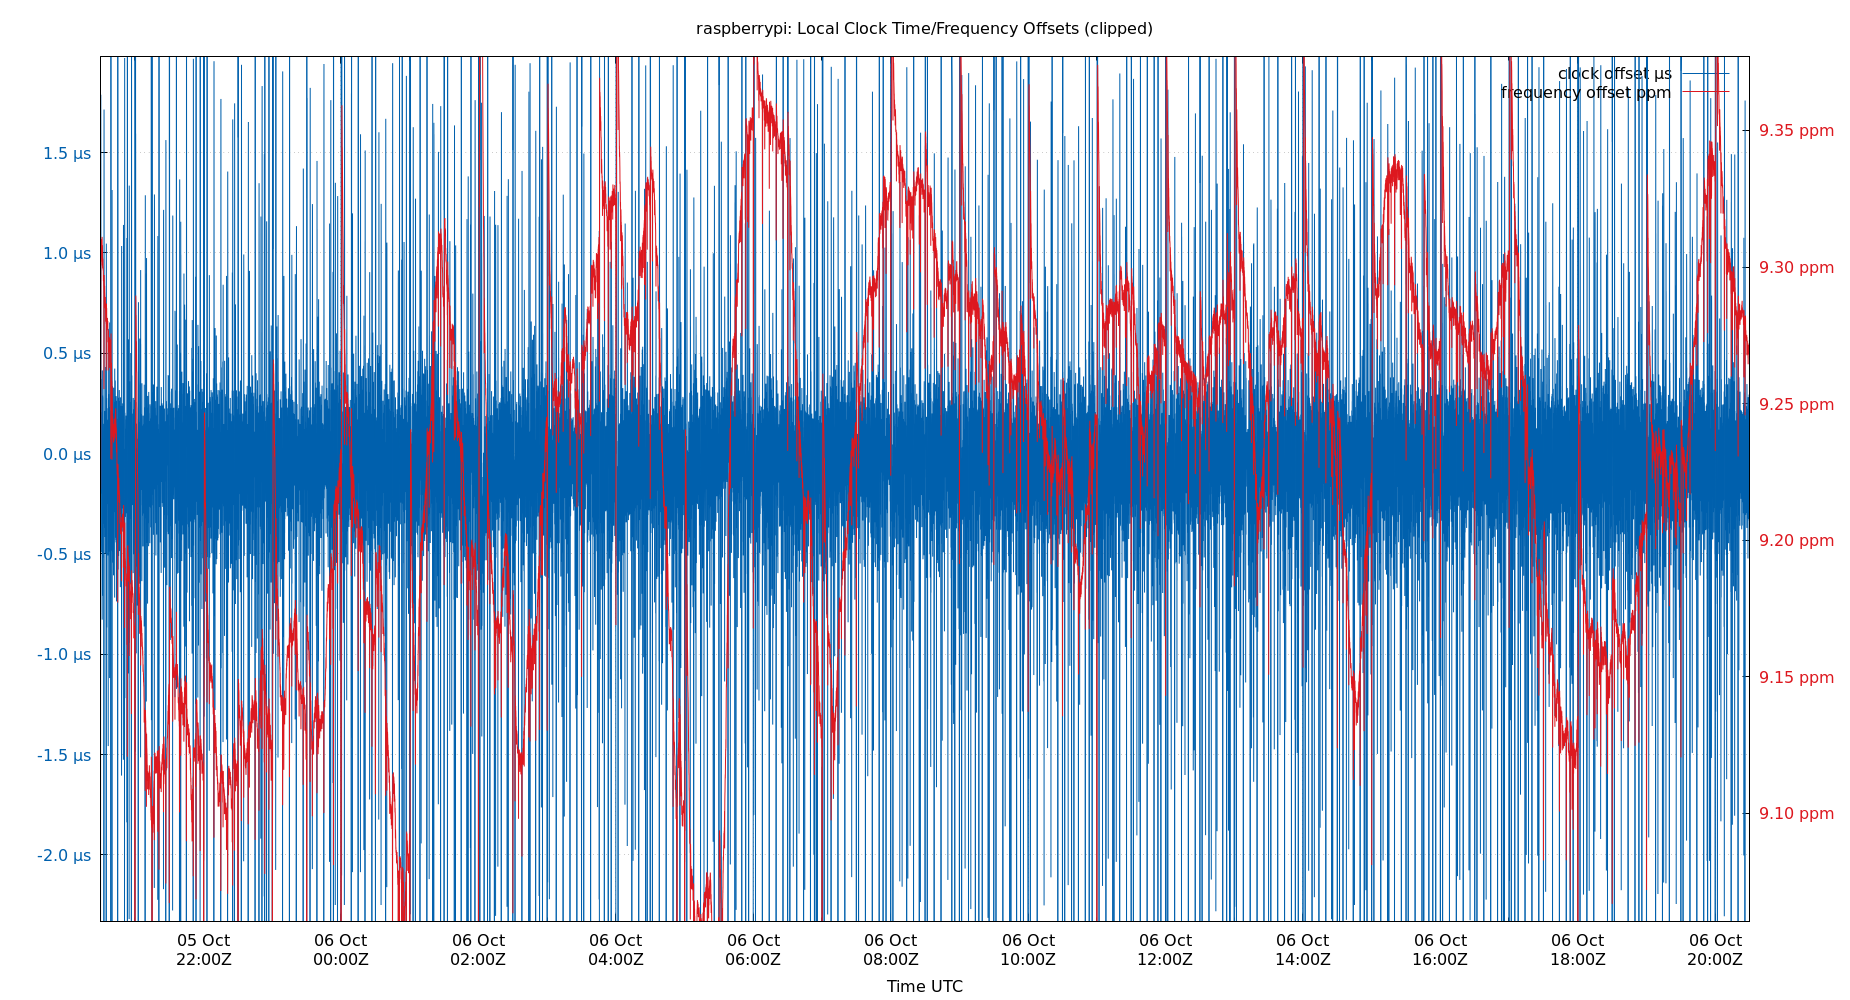 raspberrypi: Local Clock Time/Frequency Offsets (clipped)
clock offset µs
frequency offset ppm
1.5 µs
1.0 µs
0.5 µs
0.0 µs
-0.5 µs
-1.0 µs
-1.5 µs
-2.0 µs
9.35 ppm
9.30 ppm
9.25 ppm
9.20 ppm
9.15 ppm
9.10 ppm
05 Oct
22:00Z
06 Oct
00:00Z
06 Oct
02:00Z
06 Oct
04:00Z
06 Oct
06:00Z
06 Oct
08:00Z
06 Oct
10:00Z
06 Oct
12:00Z
06 Oct
14:00Z
06 Oct
16:00Z
06 Oct
18:00Z
06 Oct
20:00Z
Time UTC